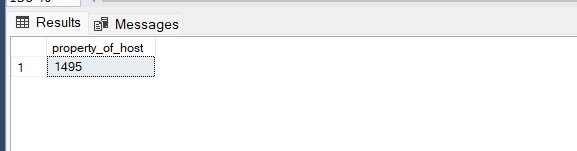 Results
Messages
property_of_host
1
1495